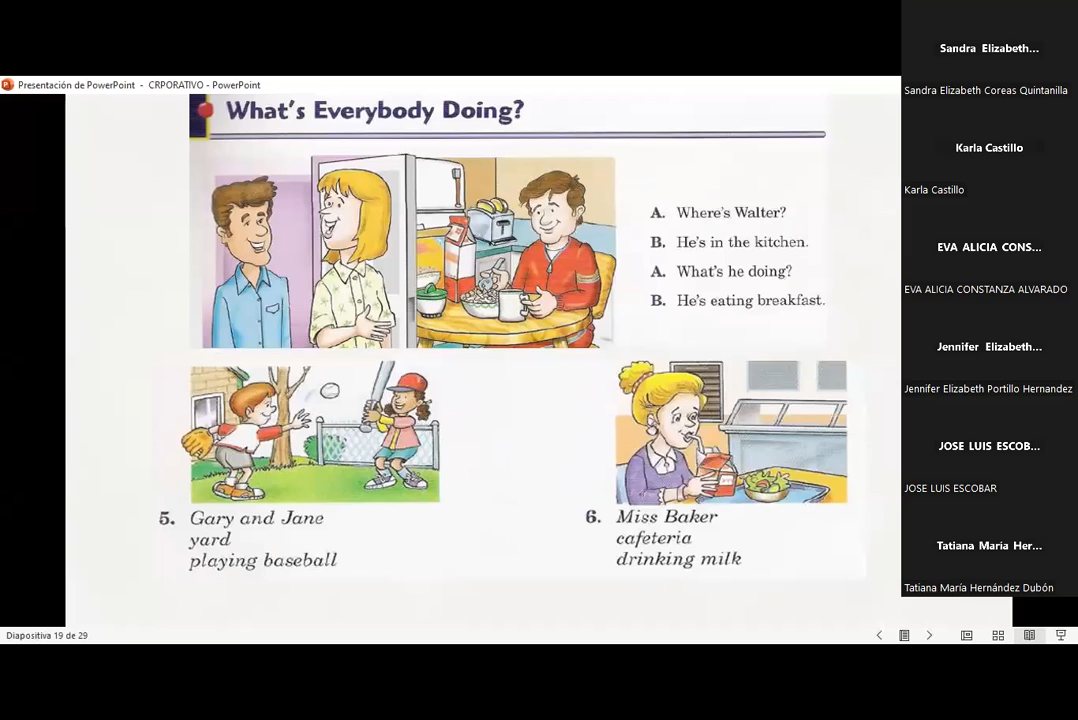 Presentación de PowerPoint - CRPORATIVO - PowerPoint
What's Everybody Doing?
A. Where's Walter?
B. He's in the kitchen.
A. What's he doing?
B. He's eating breakfast.
5. Gary and Jane
yard
playing baseball
6. Miss Baker
cafeteria
drinking milk
Sandra Elizabeth...
Sandra Elizabeth Coreas Quintanilla
Karla Castillo
Karla Castillo
EVA ALICIA CONS...
EVA ALICIA CONSTANZA ALVARADO
Jennifer Elizabeth...
Jennifer Elizabeth Portillo Hernandez
JOSE LUIS ESCOB...
JOSE LUIS ESCOBAR
Tatiana María Her...
Tatiana María Hernández Dubón
Diapositiva 19 de 29